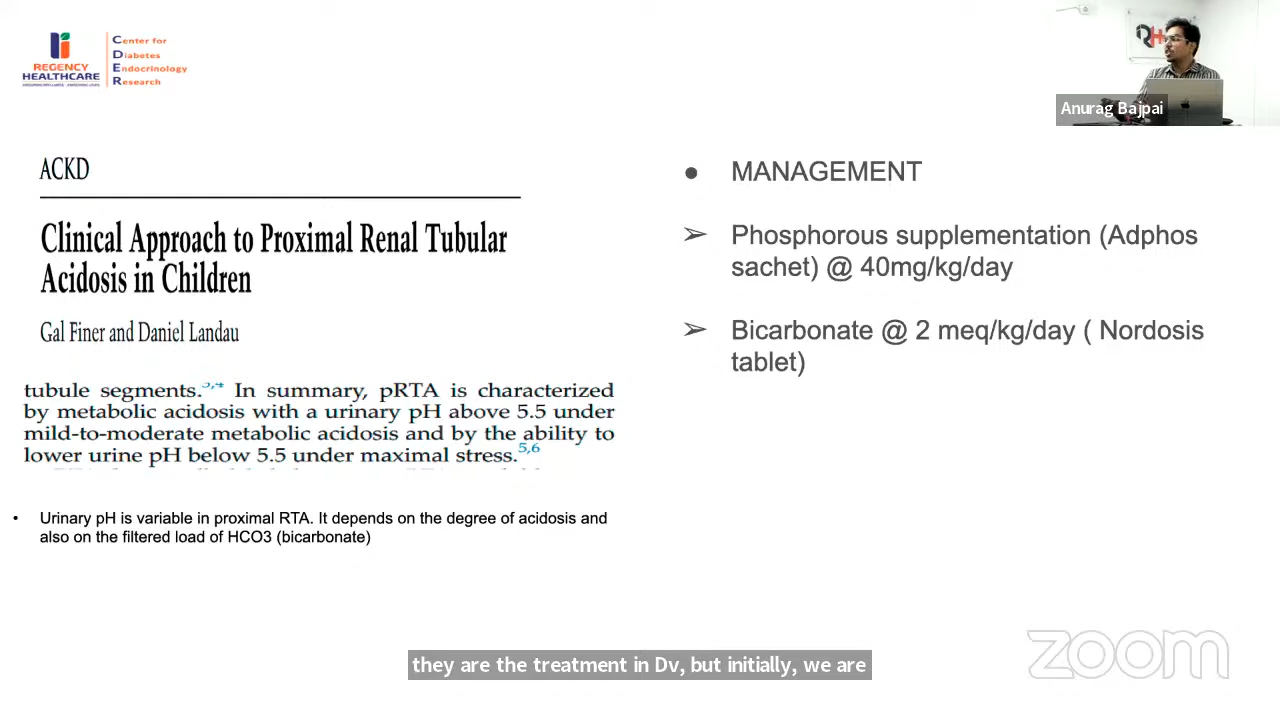 REGENCY
HEALTHCARE
Center for
Diabetes
Endocrinology
Research
Anurag Bajpai
ACKD
Clinical Approach to Proximal Renal Tubular
Acidosis in Children
Gal Finer and Daniel Landau
tubule segments.3,4 In summary, pRTA is characterized
by metabolic acidosis with a urinary pH above 5.5 under
mild-to-moderate metabolic acidosis and by the ability to
lower urine pH below 5.5 under maximal stress.5,6
• Urinary pH is variable in proximal RTA. It depends on the degree of acidosis and
also on the filtered load of HCO3 (bicarbonate)
● MANAGEMENT
➢ Phosphorous supplementation (Adphos
sachet) @ 40mg/kg/day
➢ Bicarbonate @ 2 meq/kg/day ( Nordosis
tablet)
they are the treatment in Dv, but initially, we are
zoom